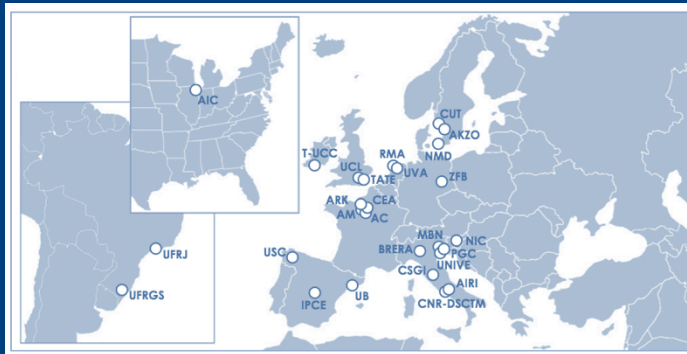 AIC
CUT
AKZO
NMD
T-UCC
RMA
UVA
UCL
TATE
ZFB
ARK
CEA
AM
AC
UFRJ
UFRGS
USC
BRERA
MBN
NIC
PGC
UNIVE
CSGI
AIRI
CNR-DSCTM
IPCE
UB